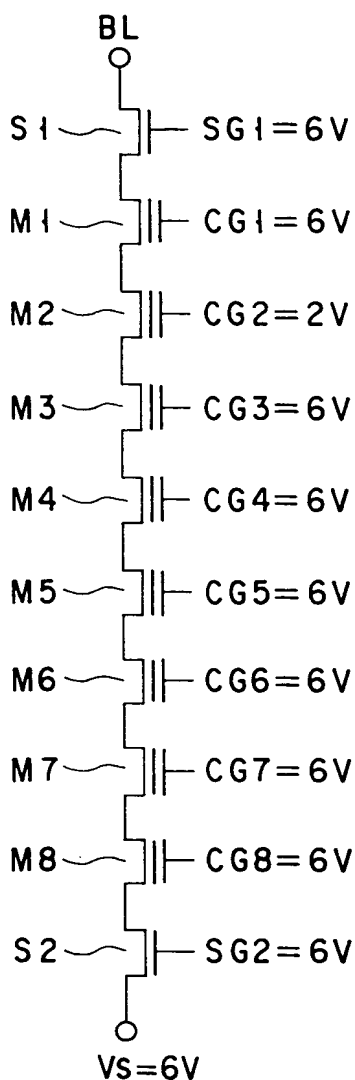 BL
S1 SG1=6V
M1 CG1=6V
M2 CG2=2V
M3 CG3=6V
M4 CG4=6V
M5 CG5=6V
M6 CG6=6V
M7 CG7=6V
M8 CG8=6V
S2 SG2=6V
VS=6V